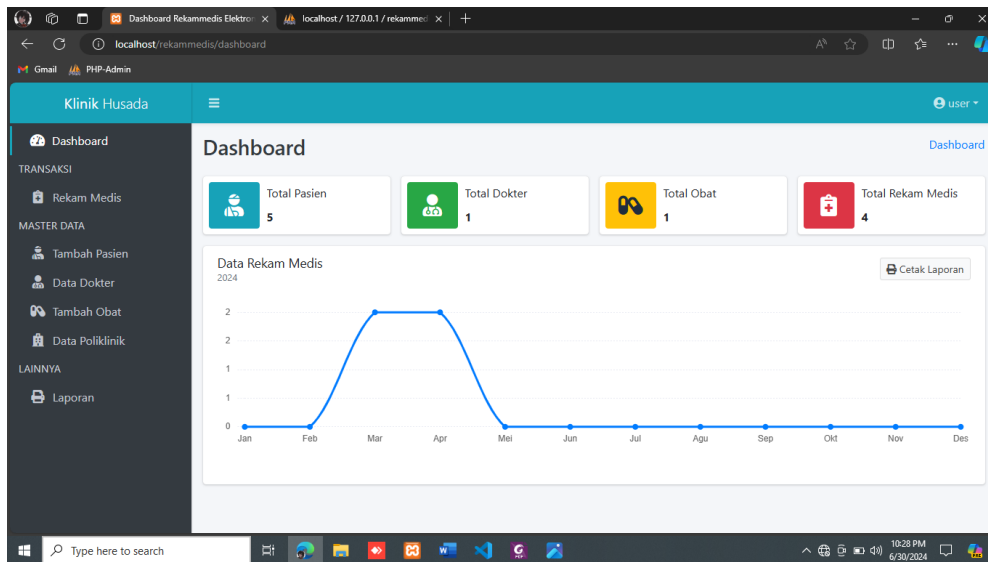 Dashboard Rekammedis Elektron
localhost / 127.0.0.1 / rekammed
localhost/rekammedis/dashboard
Gmail
PHP-Admin
Klinik Husada
user
Dashboard
TRANSAKSI
Rekam Medis
MASTER DATA
Tambah Pasien
Data Dokter
Tambah Obat
Data Poliklinik
LAINNYA
Laporan
Dashboard
Dashboard
Total Pasien
5
Total Dokter
1
Total Obat
1
Total Rekam Medis
4
Data Rekam Medis
2024
Cetak Laporan
2
2
1
1
0
Jan Feb Mar Apr Mei Jun Jul Agu Sep Okt Nov Des
Type here to search
10:28 PM
6/30/2024